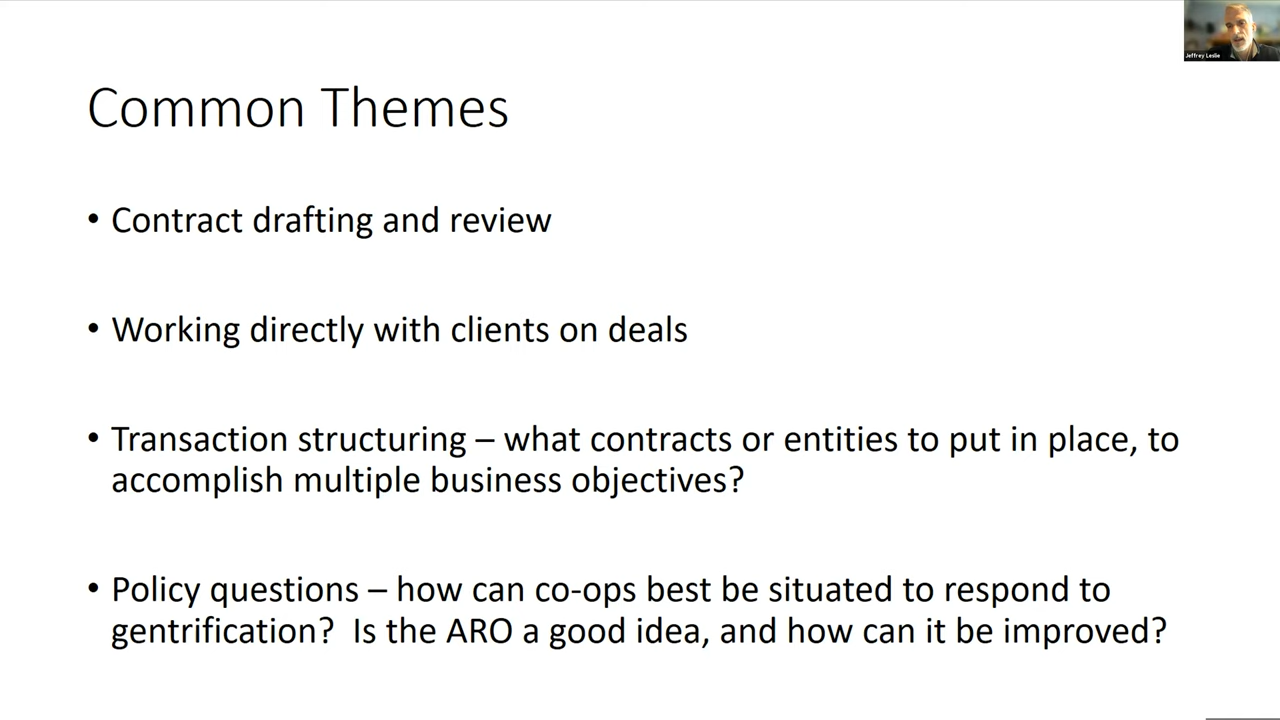 Jeffrey Leslie
Common Themes
• Contract drafting and review
• Working directly with clients on deals
• Transaction structuring – what contracts or entities to put in place, to
accomplish multiple business objectives?
• Policy questions – how can co-ops best be situated to respond to
gentrification?  Is the ARO a good idea, and how can it be improved?